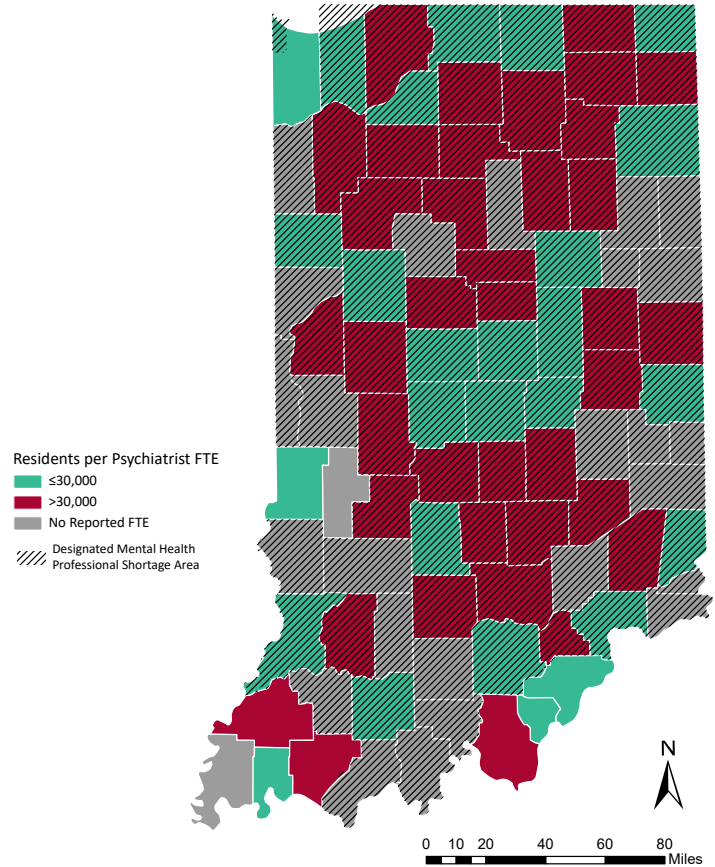 Residents per Psychiatrist FTE
≤30,000
>30,000
No Reported FTE
Designated Mental Health
Professional Shortage Area
N
0 10 20 40 60 80
Miles